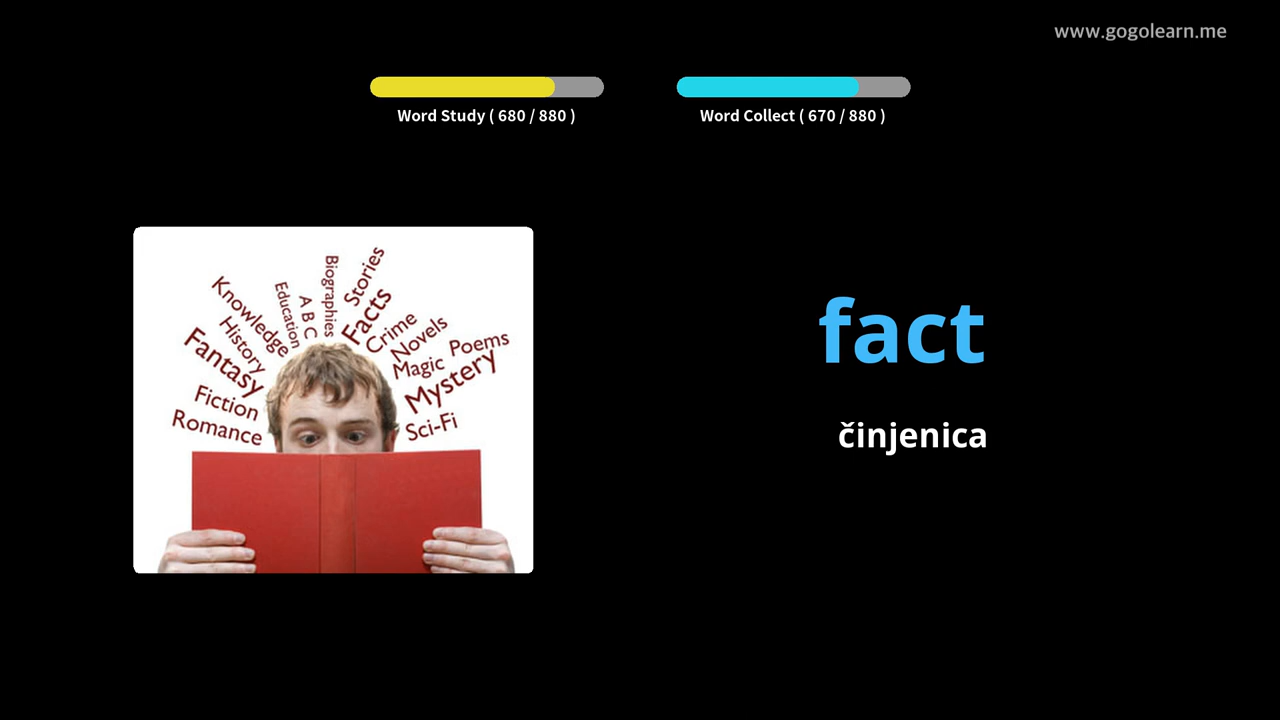 www.gogolearn.me
Word Study ( 680 / 880 )
Word Collect ( 670 / 880 )
Romance
Fiction
Fantasy
History
Knowledge
Education
A B C
Biographies
Stories
Facts
Crime
Novels
Magic
Poems
Mystery
Sci-Fi
fact
činjenica